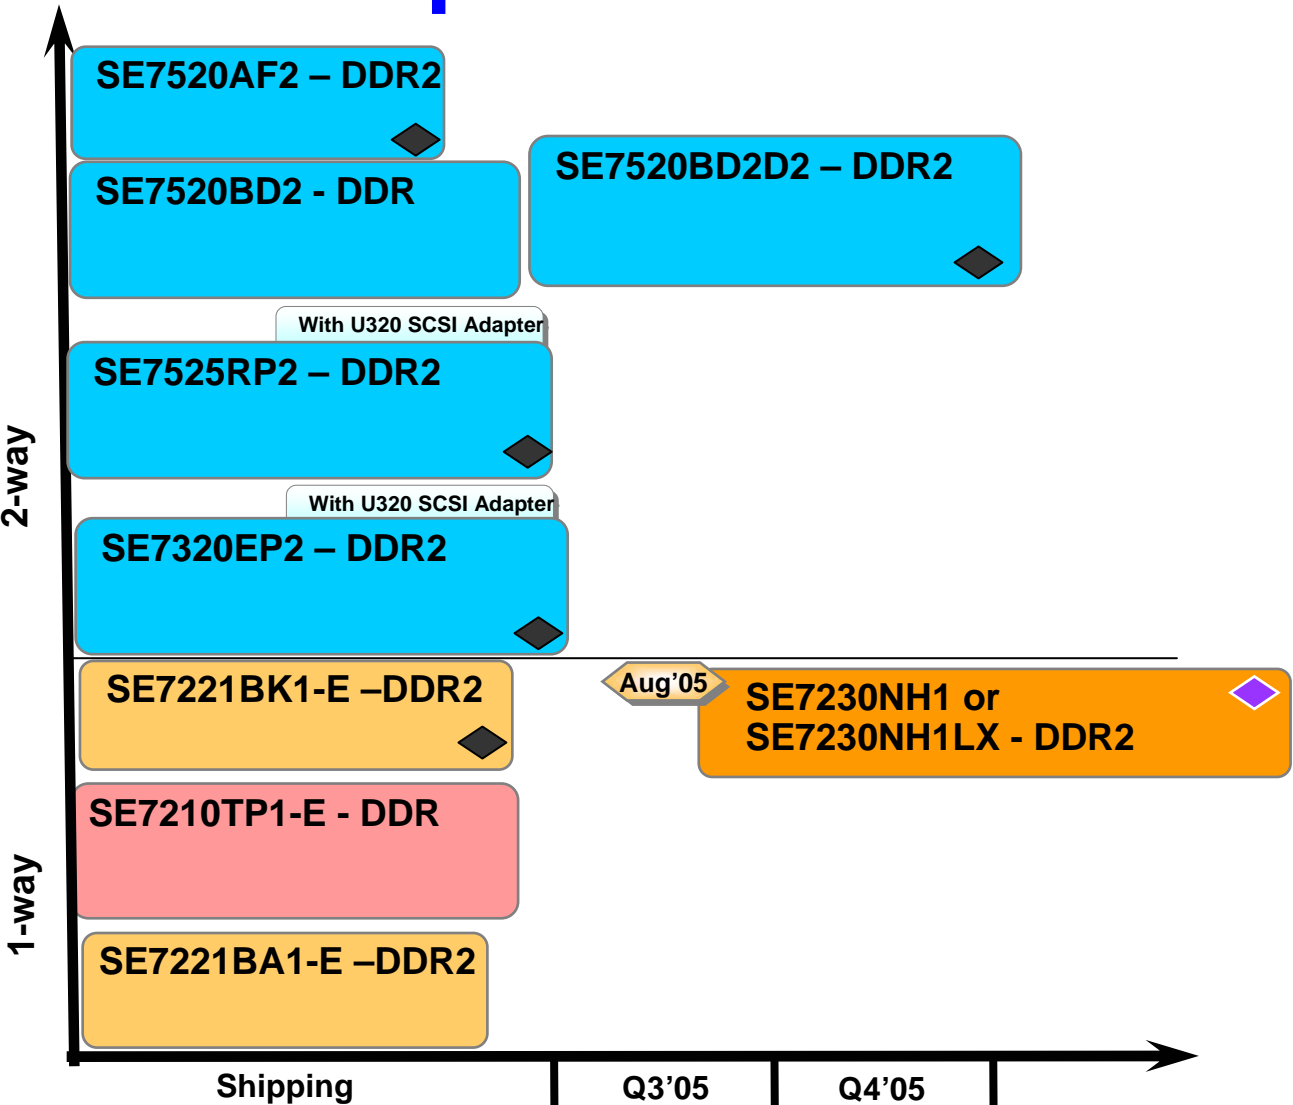 SE7520AF2 – DDR2
SE7520BD2 - DDR
SE7520BD2D2 – DDR2
With U320 SCSI Adapter
SE7525RP2 – DDR2
With U320 SCSI Adapter
SE7320EP2 – DDR2
2-way
SE7221BK1-E –DDR2
Aug’05
SE7230NH1 or
SE7230NH1LX - DDR2
SE7210TP1-E - DDR
1-way
SE7221BA1-E –DDR2
Shipping
Q3’05
Q4’05